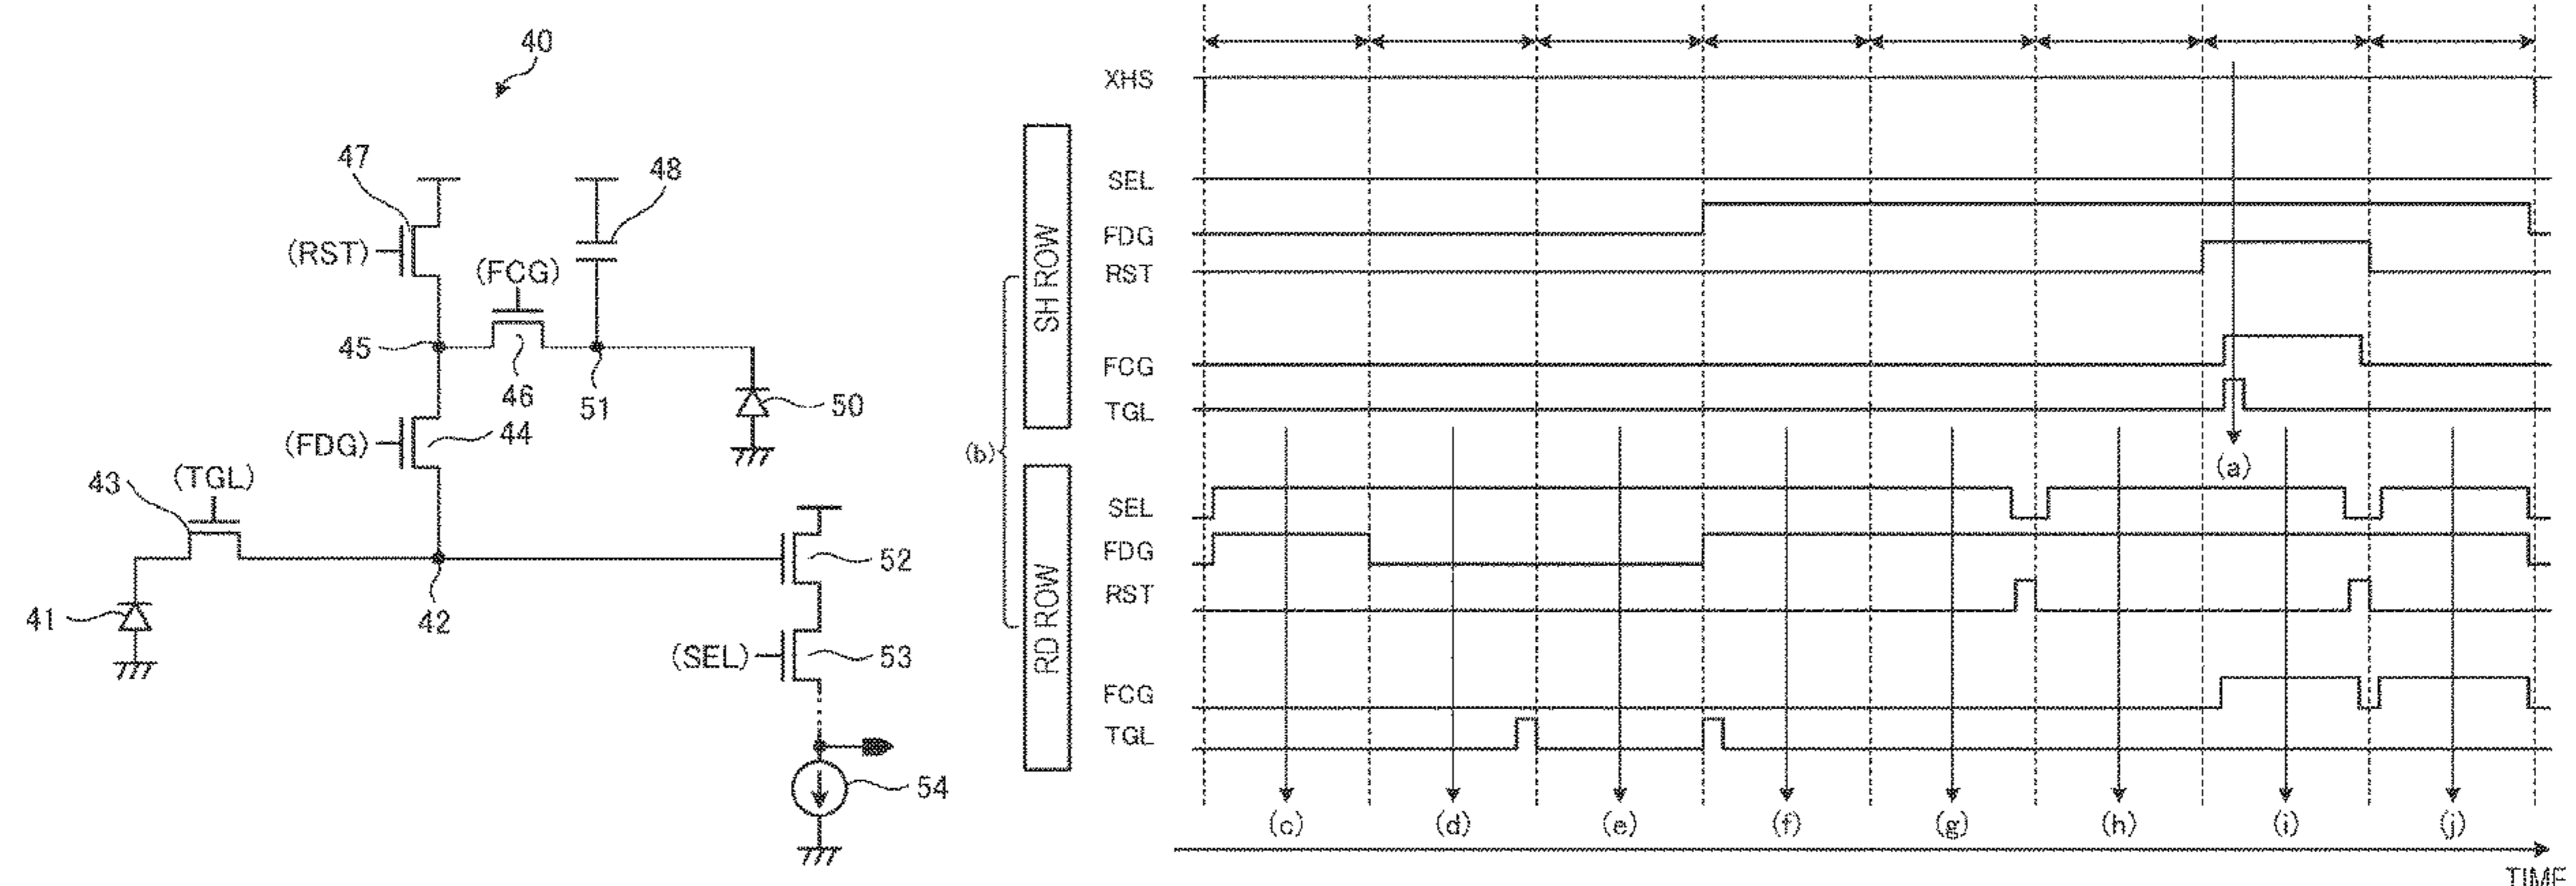 40
47
48
(RST)
(FCG)
45
46
51
50
(FDG)
44
43
(TGL)
42
41
52
(SEL)
53
54
(b)
SH ROW
RD ROW
XHS
SEL
FDG
RST
FCG
TGL
(a)
SEL
FDG
RST
FCG
TGL
(c) (d) (e) (f) (g) (h) (i) (j)
TIME